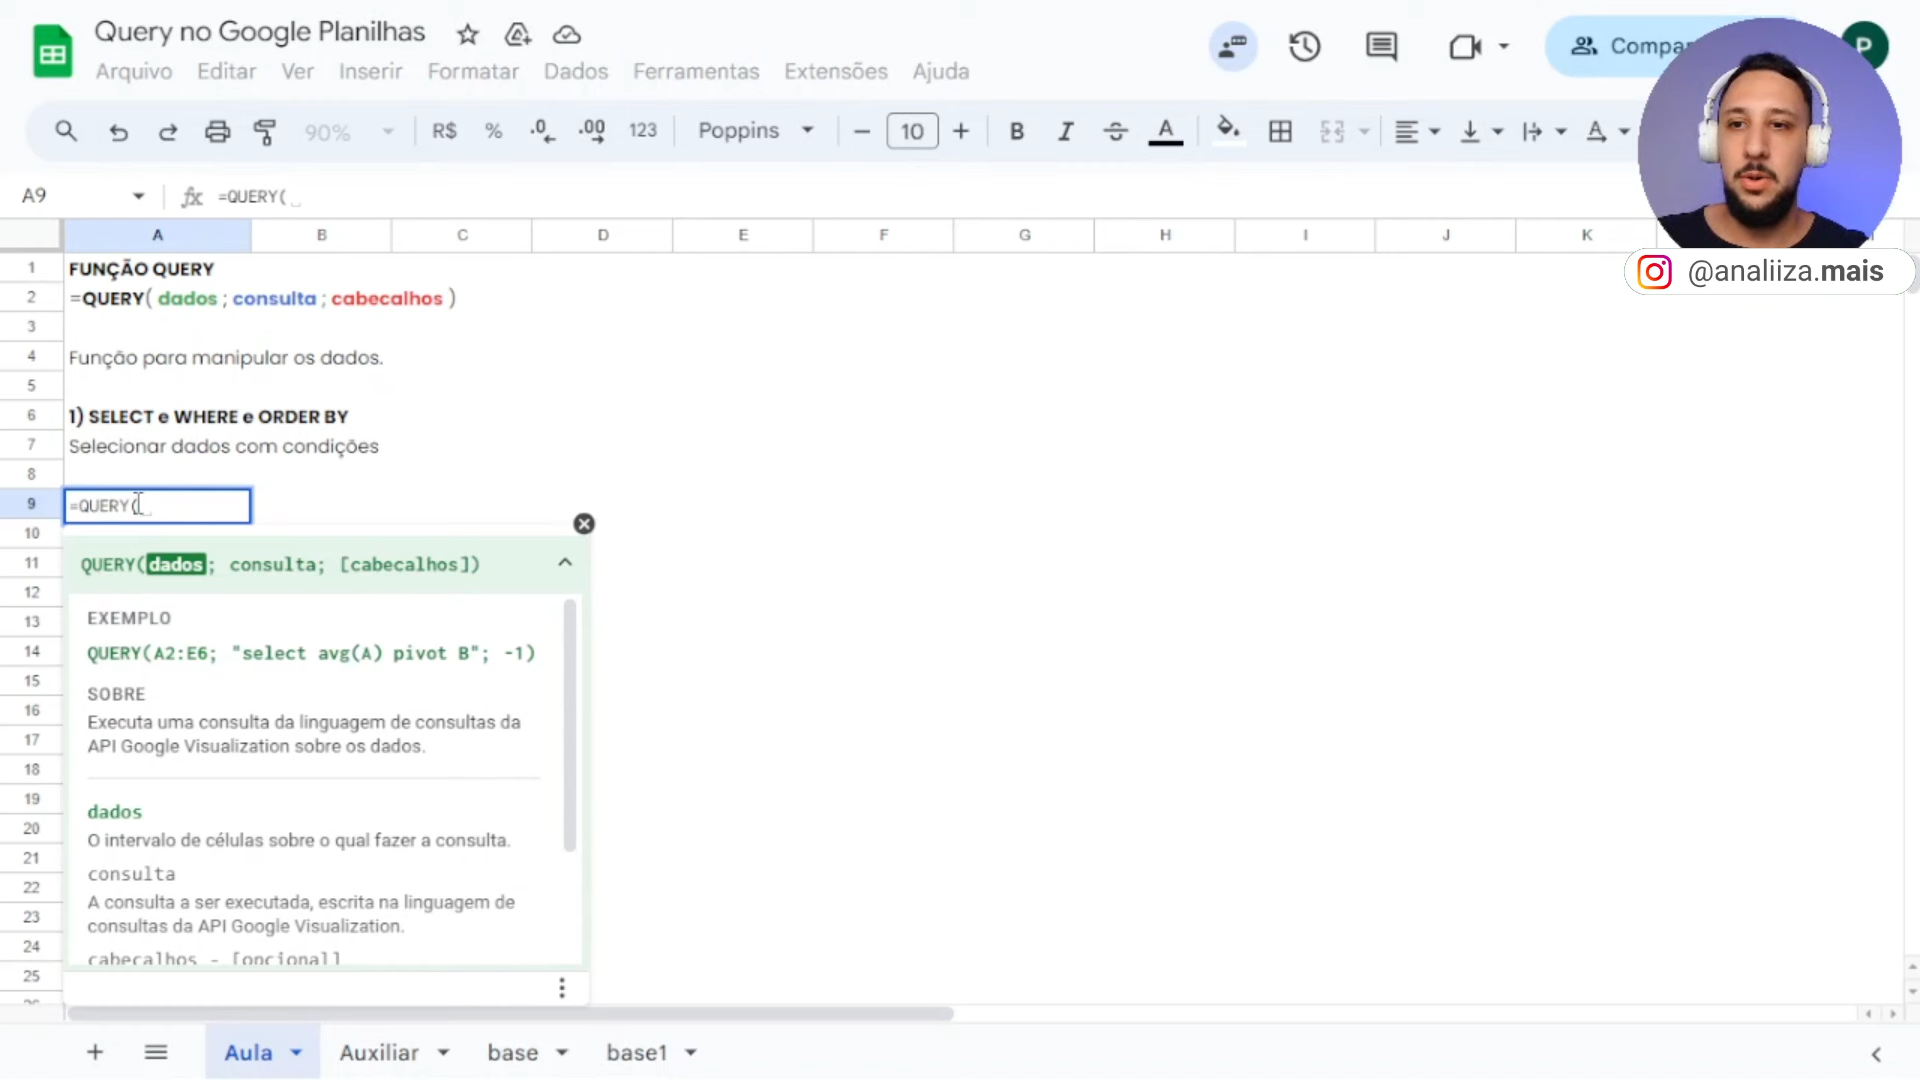 Query no Google Planilhas
Arquivo Editar Ver Inserir Formatar Dados Ferramentas Extensões Ajuda
P
90% R$ % .0 .00 123 Poppins 10 B I S A A
A9 fx =QUERY(
@analiiza.mais
A B C D E F G H I J K
1 FUNÇÃO QUERY
2 =QUERY( dados ; consulta ; cabecalhos )
3
4 Função para manipular os dados.
5
6 1) SELECT e WHERE e ORDER BY
7 Selecionar dados com condições
8
9 =QUERY(
10
11 QUERY(dados; consulta; [cabecalhos])
12
13 EXEMPLO
14 QUERY(A2:E6; "select avg(A) pivot B"; -1)
15 SOBRE
16 Executa uma consulta da linguagem de consultas da
17 API Google Visualization sobre os dados.
18
19 dados
20 O intervalo de células sobre o qual fazer a consulta.
21 consulta
22 A consulta a ser executada, escrita na linguagem de
23 consultas da API Google Visualization.
24 cabecalhos - [opcional]
25
Aula Auxiliar base base1